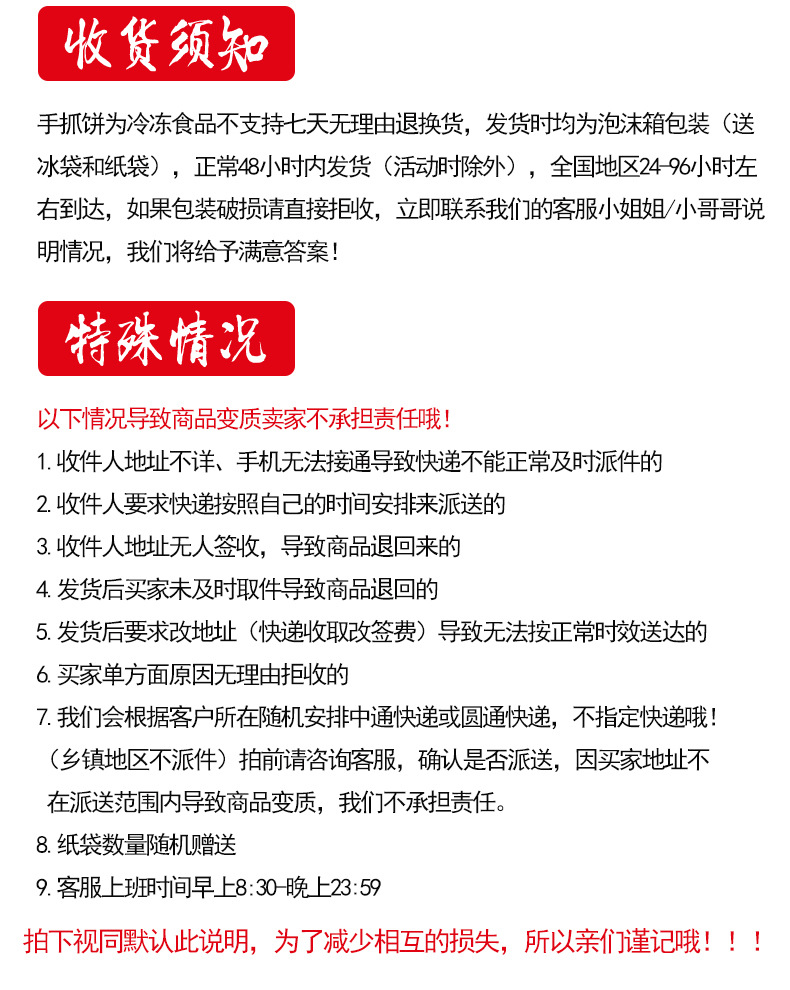 收货须知
手抓饼为冷冻食品不支持七天无理由退换货，发货时均为泡沫箱包装（送
冰袋和纸袋），正常48小时内发货（活动时除外），全国地区24-96小时左
右到达，如果包装破损请直接拒收，立即联系我们的客服小姐姐/小哥哥说
明情况，我们将给予满意答案！
特殊情况
以下情况导致商品变质卖家不承担责任哦！
1.收件人地址不详、手机无法接通导致快递不能正常及时派件的
2.收件人要求快递按照自己的时间安排来派送的
3.收件人地址无人签收，导致商品退回来的
4.发货后买家未及时取件导致商品退回的
5.发货后要求改地址（快递收取改签费）导致无法按正常时效送达的
6.买家单方面原因无理由拒收的
7.我们会根据客户所在随机安排中通快递或圆通快递，不指定快递哦！
（乡镇地区不派件）拍前请咨询客服，确认是否派送，因买家地址不
在派送范围内导致商品变质，我们不承担责任。
8.纸袋数量随机赠送
9.客服上班时间早上8:30-晚上23:59
拍下视同默认此说明，为了减少相互的损失，所以亲们谨记哦！！！